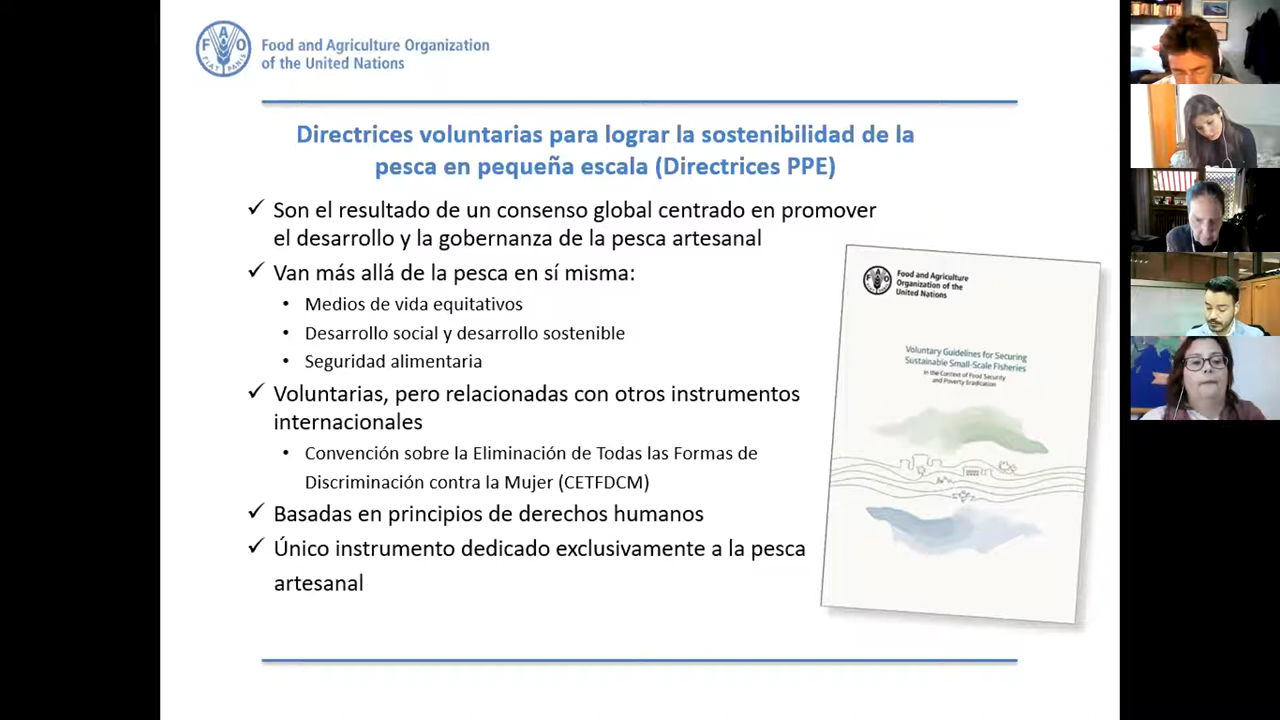 FAO
FIAT PANIS
Food and Agriculture Organization
of the United Nations
Directrices voluntarias para lograr la sostenibilidad de la
pesca en pequeña escala (Directrices PPE)
✓ Son el resultado de un consenso global centrado en promover
el desarrollo y la gobernanza de la pesca artesanal
✓ Van más allá de la pesca en sí misma:
• Medios de vida equitativos
• Desarrollo social y desarrollo sostenible
• Seguridad alimentaria
✓ Voluntarias, pero relacionadas con otros instrumentos
internacionales
• Convención sobre la Eliminación de Todas las Formas de
Discriminación contra la Mujer (CETFDCM)
✓ Basadas en principios de derechos humanos
✓ Único instrumento dedicado exclusivamente a la pesca
artesanal
FAO
Food and Agriculture
Organization of the
United Nations
Voluntary Guidelines for Securing
Sustainable Small-Scale Fisheries
in the Context of Food Security
and Poverty Eradication